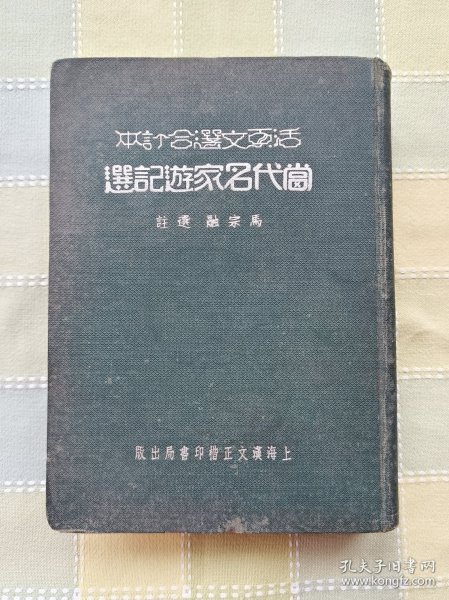 活頁文選合訂本
當代名家遊記選
馬宗融選註
上海漢文正楷印書局出版
孔夫子旧书网
www.kongfz.com